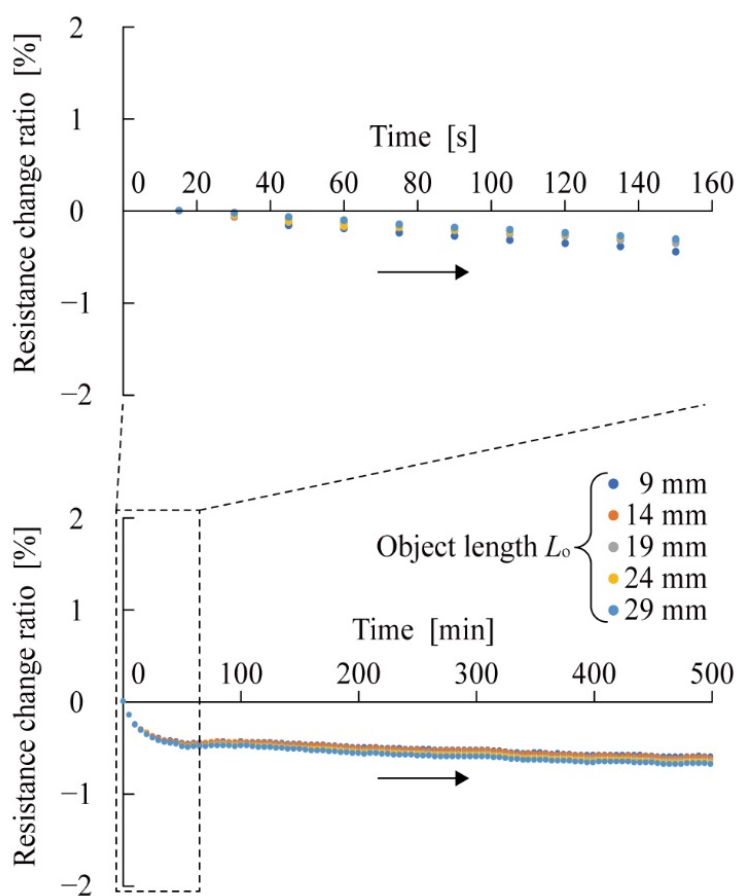 Resistance change ratio [%]
2
1
0
−1
−2
Time [s]
0 20 40 60 80 100 120 140 160
Object length Lo
9 mm
14 mm
19 mm
24 mm
29 mm
Resistance change ratio [%]
2
1
0
−1
−2
Time [min]
0 100 200 300 400 500